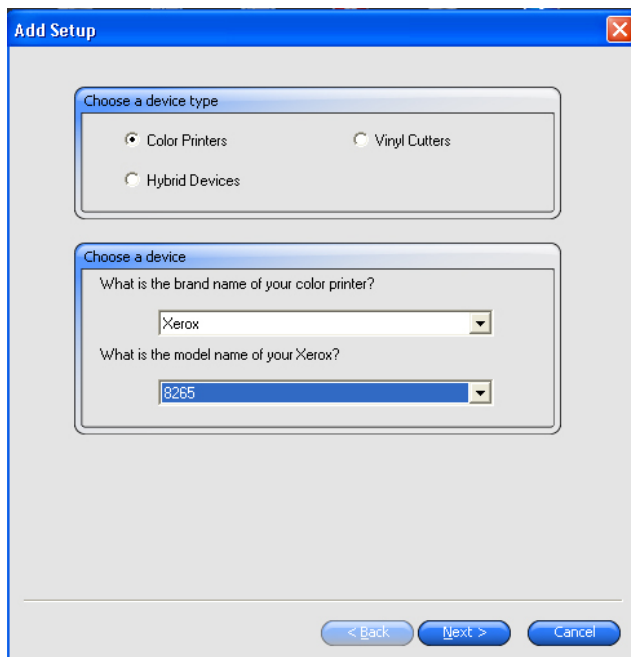 Add Setup
Choose a device type
Color Printers
Vinyl Cutters
Hybrid Devices
Choose a device
What is the brand name of your color printer?
Xerox
What is the model name of your Xerox?
8265
< Back
Next >
Cancel